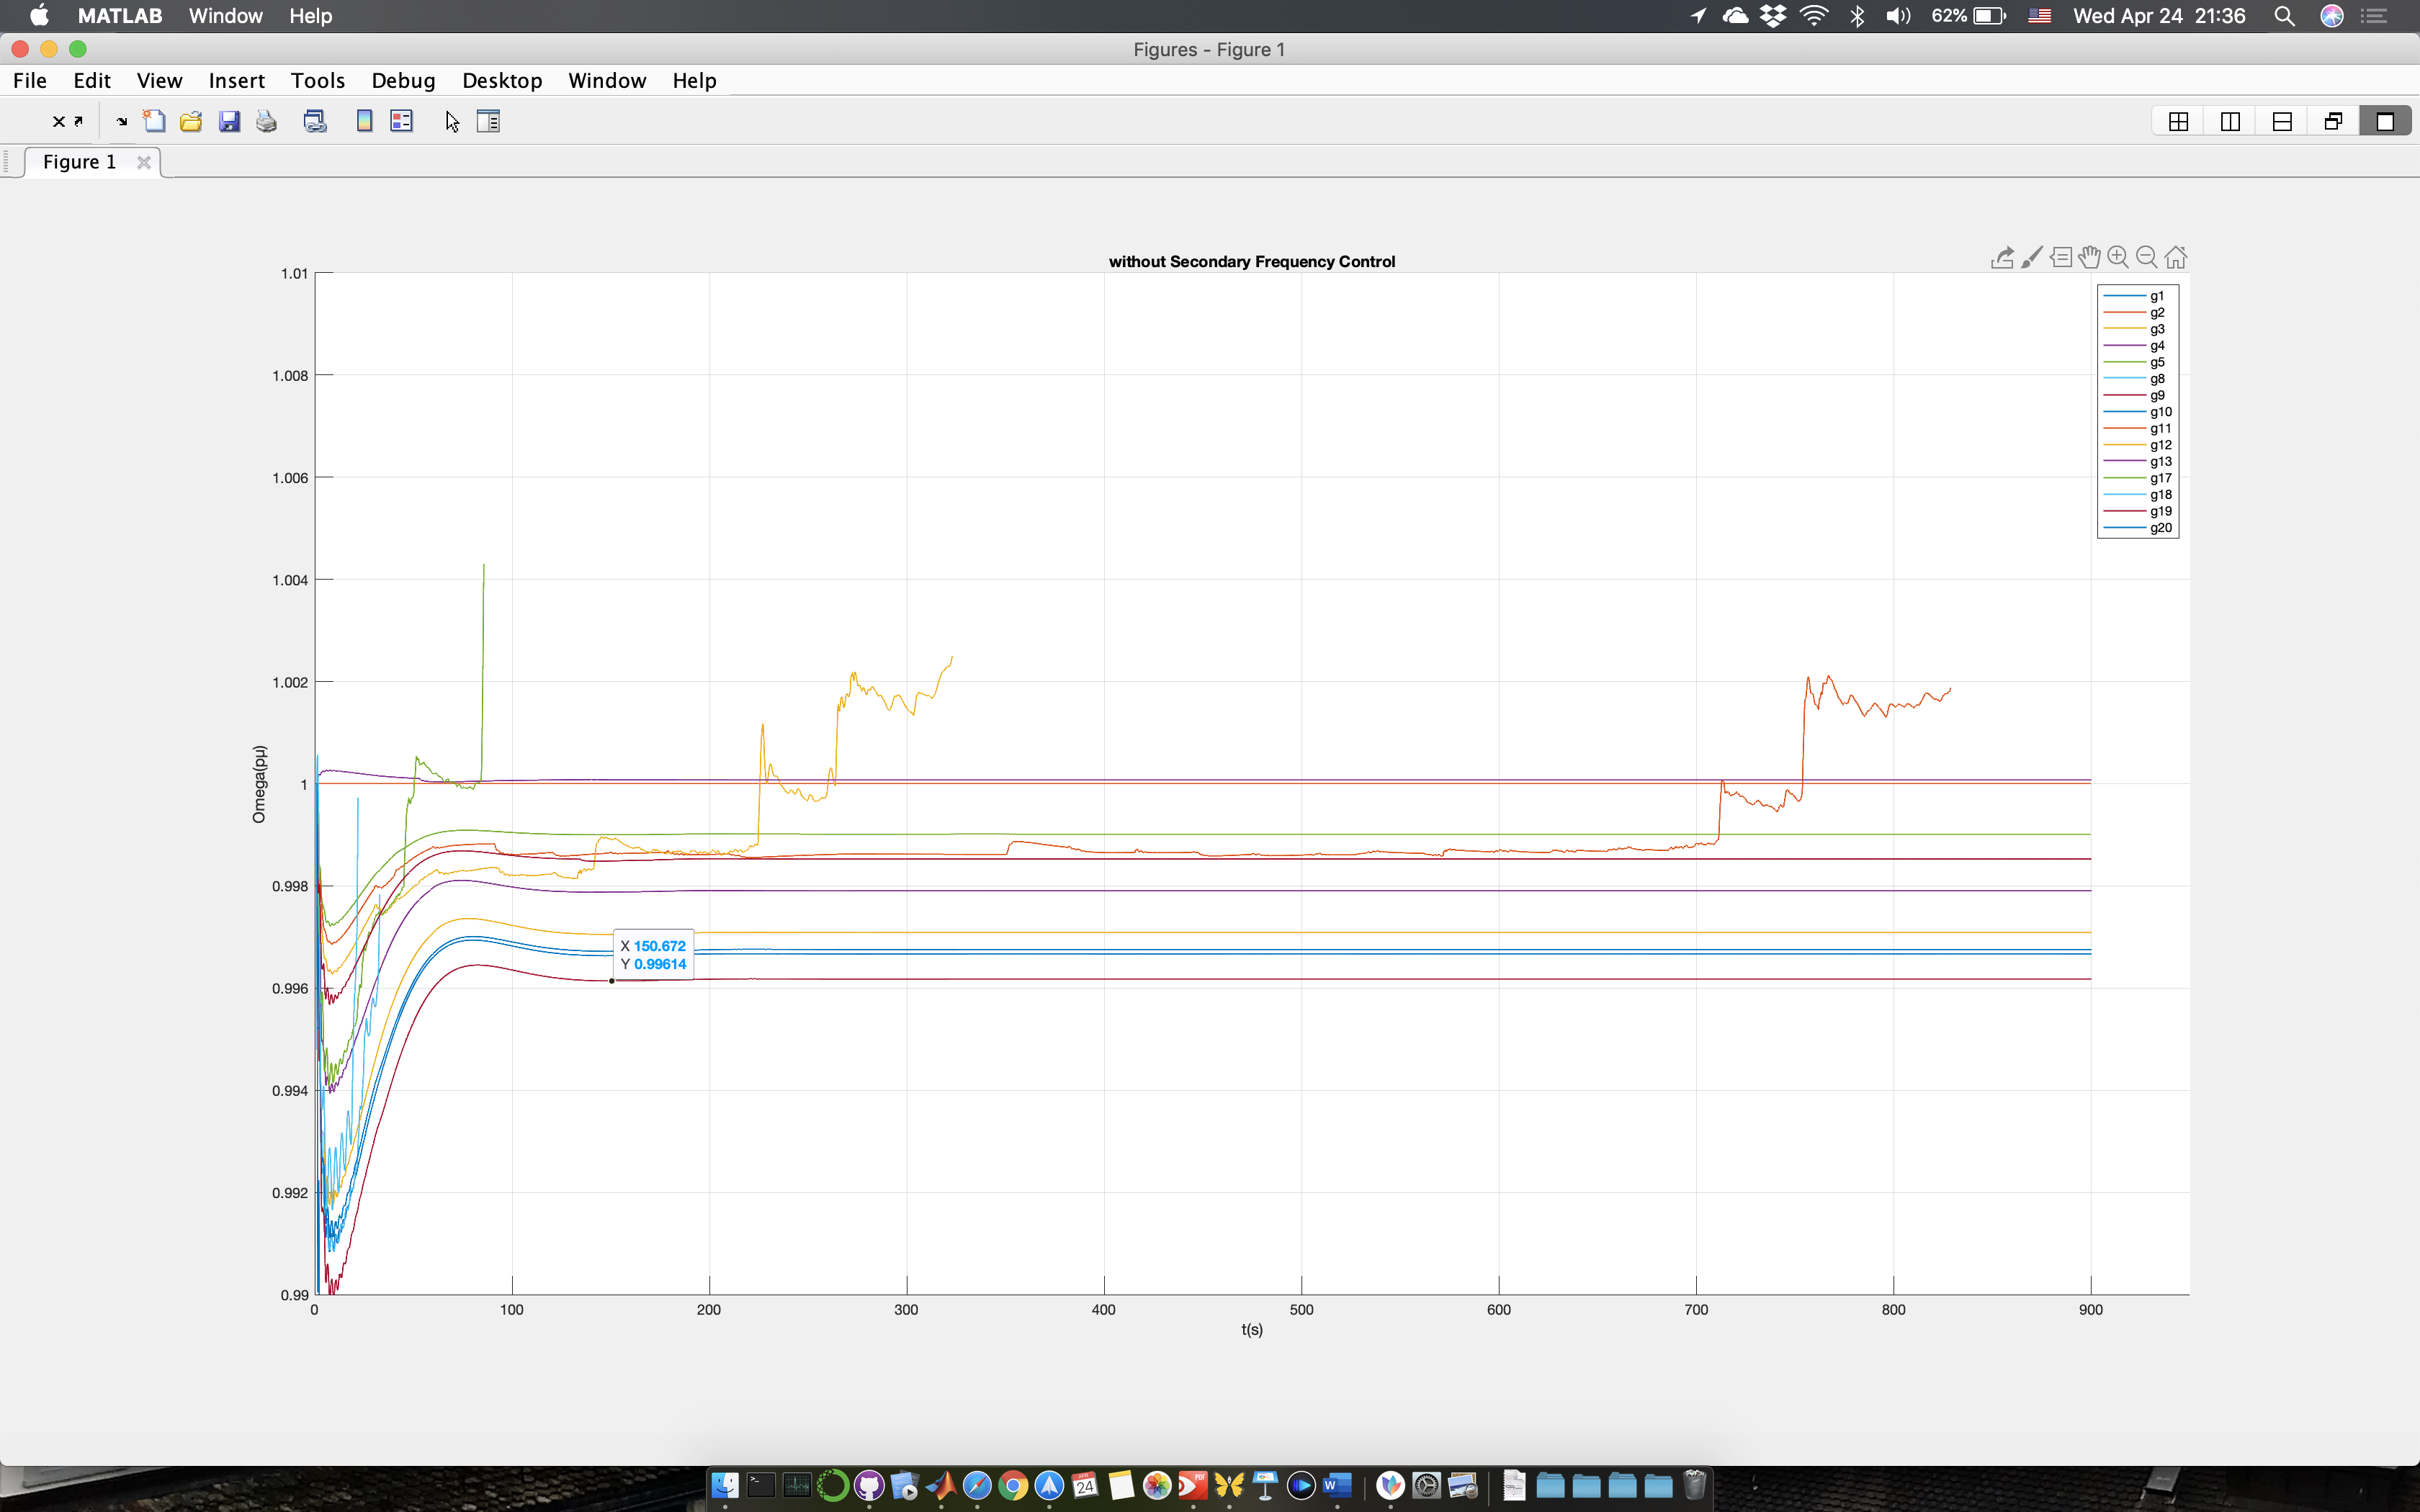 MATLAB Window Help 62% Wed Apr 24 21:36
Figures - Figure 1
File Edit View Insert Tools Debug Desktop Window Help
Figure 1
without Secondary Frequency Control
1.01
1.008
1.006
1.004
1.002
1
0.998
0.996
0.994
0.992
0.99
Omega(pμ)
g1
g2
g3
g4
g5
g8
g9
g10
g11
g12
g13
g17
g18
g19
g20
X 150.672
Y 0.99614
0 100 200 300 400 500 600 700 800 900
t(s)
APR
24
PDF
W